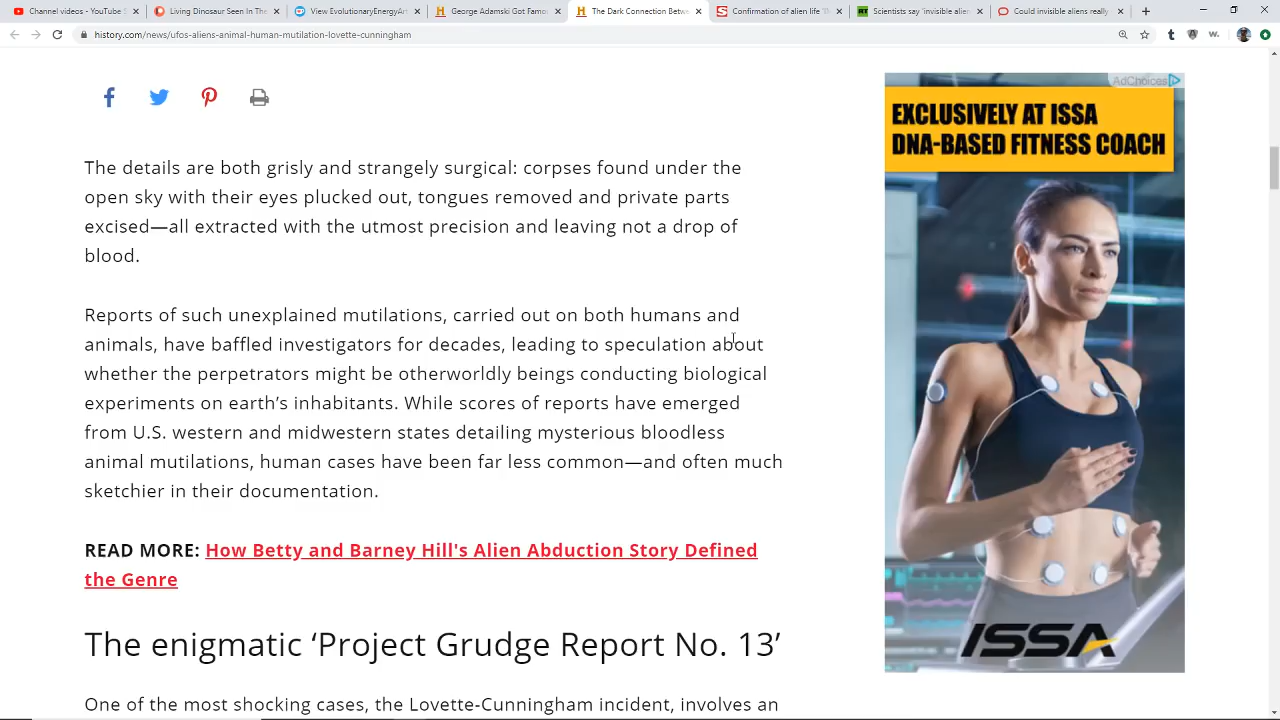 Channel videos - YouTube S
Living Dinosaur Seen In The
View EvolutionaryEnergyArt
George Adamski Got Famou
The Dark Connection Betwe
Confirmation of alien life 'll
Scientists say 'invisible alien
Could invisible aliens really
history.com/news/ufos-aliens-animal-human-mutilation-lovette-cunningham
The details are both grisly and strangely surgical: corpses found under the
open sky with their eyes plucked out, tongues removed and private parts
excised—all extracted with the utmost precision and leaving not a drop of
blood.
Reports of such unexplained mutilations, carried out on both humans and
animals, have baffled investigators for decades, leading to speculation about
whether the perpetrators might be otherworldly beings conducting biological
experiments on earth's inhabitants. While scores of reports have emerged
from U.S. western and midwestern states detailing mysterious bloodless
animal mutilations, human cases have been far less common—and often much
sketchier in their documentation.
READ MORE: How Betty and Barney Hill's Alien Abduction Story Defined
the Genre
The enigmatic ‘Project Grudge Report No. 13’
One of the most shocking cases, the Lovette-Cunningham incident, involves an
AdChoices
EXCLUSIVELY AT ISSA
DNA-BASED FITNESS COACH
ISSA